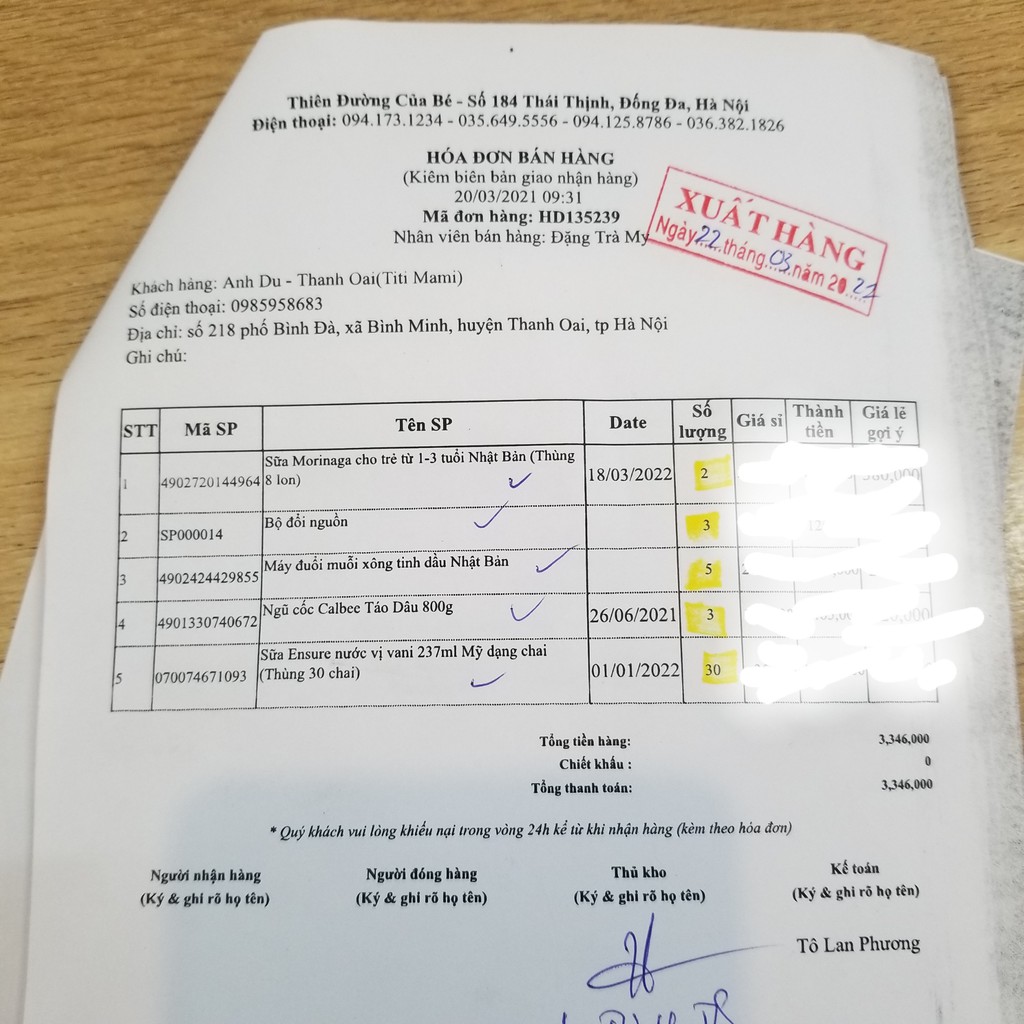 Thiên Đường Của Bé - Số 184 Thái Thịnh, Đống Đa, Hà Nội
Điện thoại: 094.173.1234 - 035.649.5556 - 094.125.8786 - 036.382.1826
HÓA ĐƠN BÁN HÀNG
(Kiêm biên bản giao nhận hàng)
20/03/2021 09:31
Mã đơn hàng: HD135239
Nhân viên bán hàng: Đặng Trà My
XUẤT HÀNG
Ngày 22 tháng 03 năm 2021
Khách hàng: Anh Du - Thanh Oai(Titi Mami)
Số điện thoại: 0985958683
Địa chỉ: số 218 phố Bình Đà, xã Bình Minh, huyện Thanh Oai, tp Hà Nội
Ghi chú:
STT Mã SP Tên SP Date Số lượng Giá sỉ Thành tiền Giá lẻ gợi ý
1 4902720144964 Sữa Morinaga cho trẻ từ 1-3 tuổi Nhật Bản (Thùng 8 lon) 18/03/2022 2
2 SP000014 Bộ đổi nguồn 3
3 4902424429855 Máy đuổi muỗi xông tinh dầu Nhật Bản 5
4 4901330740672 Ngũ cốc Calbee Táo Dâu 800g 26/06/2021 3
5 070074671093 Sữa Ensure nước vị vani 237ml Mỹ dạng chai (Thùng 30 chai) 01/01/2022 30
Tổng tiền hàng: 3,346,000
Chiết khấu : 0
Tổng thanh toán: 3,346,000
* Quý khách vui lòng khiếu nại trong vòng 24h kể từ khi nhận hàng (kèm theo hóa đơn)
Người nhận hàng Người đóng hàng Thủ kho Kế toán
(Ký & ghi rõ họ tên) (Ký & ghi rõ họ tên) (Ký & ghi rõ họ tên) (Ký & ghi rõ họ tên)
Tô Lan Phương